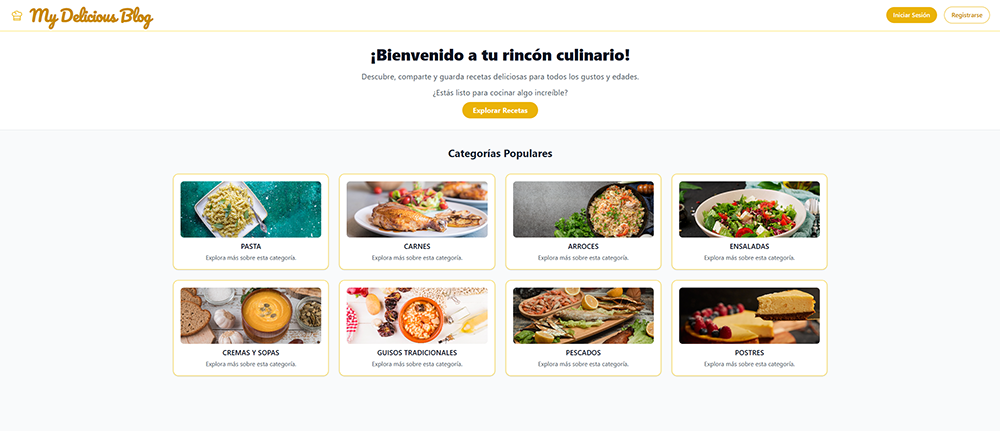 My Delicious Blog
Iniciar Sesión
Registrarse
¡Bienvenido a tu rincón culinario!
Descubre, comparte y guarda recetas deliciosas para todos los gustos y edades.
¿Estás listo para cocinar algo increíble?
Explorar Recetas
Categorías Populares
PASTA
Explora más sobre esta categoría.
CARNES
Explora más sobre esta categoría.
ARROCES
Explora más sobre esta categoría.
ENSALADAS
Explora más sobre esta categoría.
CREMAS Y SOPAS
Explora más sobre esta categoría.
GUISOS TRADICIONALES
Explora más sobre esta categoría.
PESCADOS
Explora más sobre esta categoría.
POSTRES
Explora más sobre esta categoría.